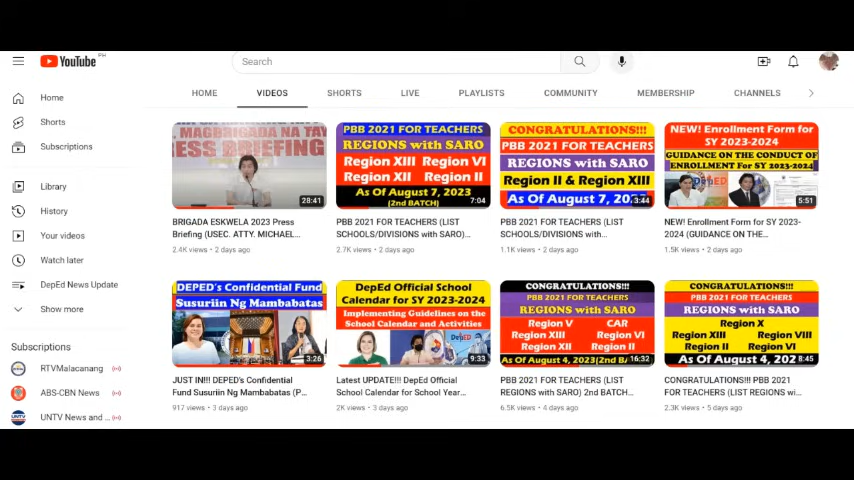 YouTube PH
Search
HOME VIDEOS SHORTS LIVE PLAYLISTS COMMUNITY MEMBERSHIP CHANNELS
Home
Shorts
Subscriptions
Library
History
Your videos
Watch later
DepEd News Update
Show more
Subscriptions
RTVMalacanang
ABS-CBN News
UNTV News and ...
MAGBRIGADA NA TAY
ESS BRIEFING
28:41
BRIGADA ESKWELA 2023 Press
Briefing (USEC. ATTY. MICHAEL...
2.4K views • 2 days ago
PBB 2021 FOR TEACHERS
REGIONS with SARO
Region XIII Region VI
Region XII Region II
As Of August 7, 2023
(2nd BATCH)
7:04
PBB 2021 FOR TEACHERS (LIST
SCHOOLS/DIVISIONS with SARO)...
2.7K views • 2 days ago
CONGRATULATIONS!!!
PBB 2021 FOR TEACHERS
REGIONS with SARO
Region II & Region XIII
As Of August 7, 20
3:44
PBB 2021 FOR TEACHERS (LIST
SCHOOLS/DIVISIONS with...
1.1K views • 2 days ago
NEW! Enrollment Form for
SY 2023-2024
GUIDANCE ON THE CONDUCT OF
ENROLLMENT For SY 2023-2024
DepED
5:51
NEW! Enrollment Form for SY 2023-
2024 (GUIDANCE ON THE...
1.5K views • 2 days ago
DEPED's Confidential Fund
Susuriin Ng Mambabatas
3:26
JUST IN!!! DEPED's Confidential
Fund Susuriin Ng Mambabatas (P...
917 views • 3 days ago
DepEd Official School
Calendar for SY 2023-2024
Implementing Guidelines on the
School Calendar and Activities
DepED
9:33
Latest UPDATE!!! DepEd Official
School Calendar for School Year...
2K views • 3 days ago
CONGRATULATIONS!!!
PBB 2021 FOR TEACHERS
REGIONS with SARO
Region V CAR
Region XIII Region VI
Region XII Region II
As Of August 4, 2023(2nd BA
16:32
PBB 2021 FOR TEACHERS (LIST
REGIONS with SARO) 2nd BATCH...
6.5K views • 4 days ago
CONGRATULATIONS!!!
PBB 2021 FOR TEACHERS
REGIONS with SARO
Region X
Region XIII Region VIII
Region II Region VI
As Of August 4, 202
8:45
CONGRATULATIONS!!! PBB 2021
FOR TEACHERS (LIST REGIONS wi...
2.3K views • 5 days ago